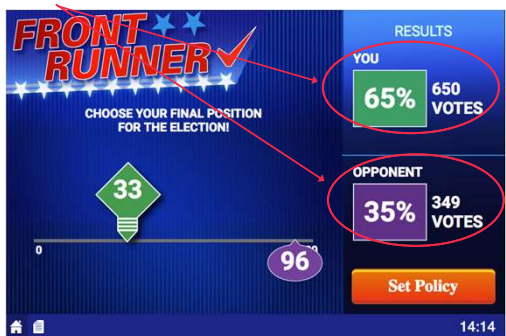 FRONT
RUNNER
CHOOSE YOUR FINAL POSITION
FOR THE ELECTION!
33
0
96
RESULTS
YOU
65%
650
VOTES
OPPONENT
35%
349
VOTES
Set Policy
14:14